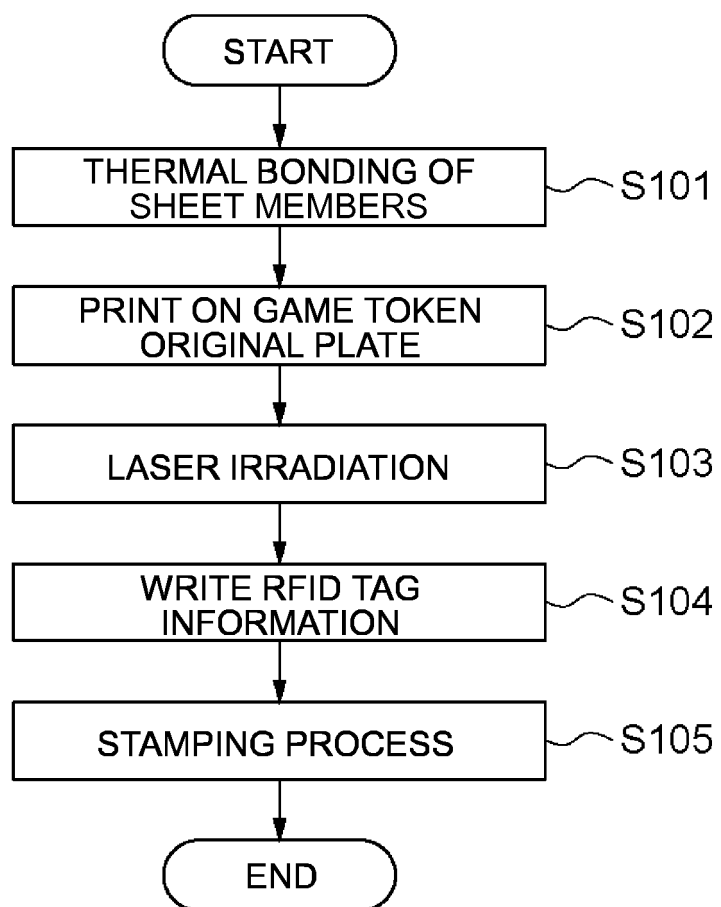 START
THERMAL BONDING OF
SHEET MEMBERS
S101
PRINT ON GAME TOKEN
ORIGINAL PLATE
S102
LASER IRRADIATION
S103
WRITE RFID TAG
INFORMATION
S104
STAMPING PROCESS
S105
END